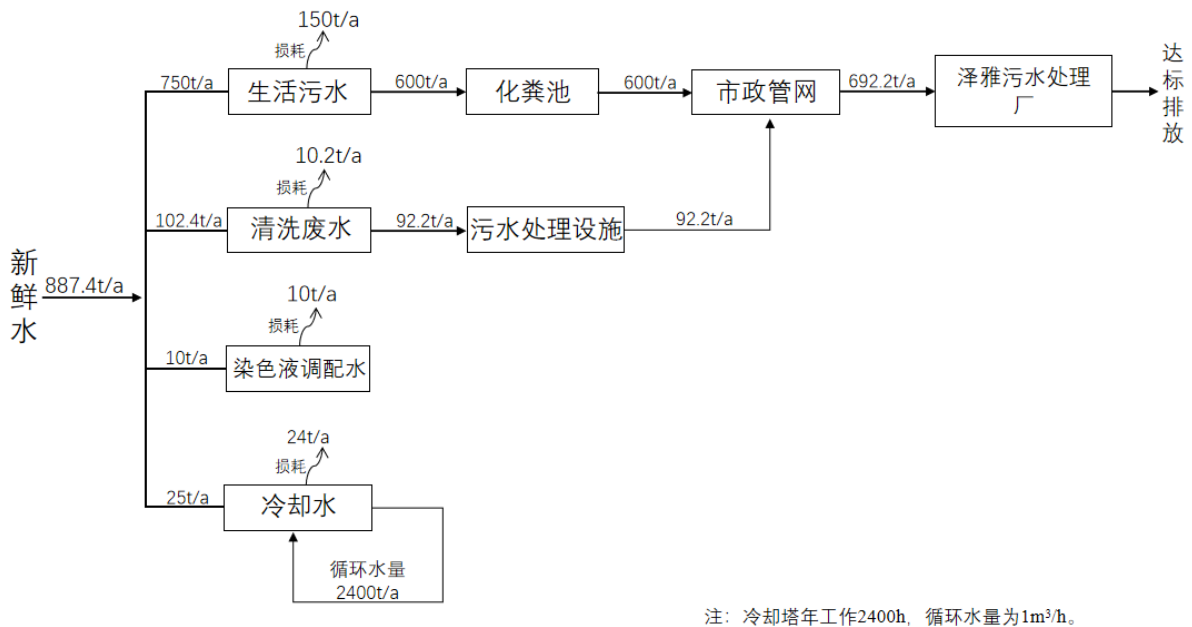 150t/a
损耗
750t/a
生活污水
600t/a
化粪池
600t/a
市政管网
692.2t/a
泽雅污水处理
厂
达
标
排
放
10.2t/a
损耗
102.4t/a
清洗废水
92.2t/a
污水处理设施
92.2t/a
新
鲜
水
887.4t/a
10t/a
损耗
10t/a
染色液调配水
24t/a
损耗
25t/a
冷却水
循环水量
2400t/a
注：冷却塔年工作2400h，循环水量为1m³/h。